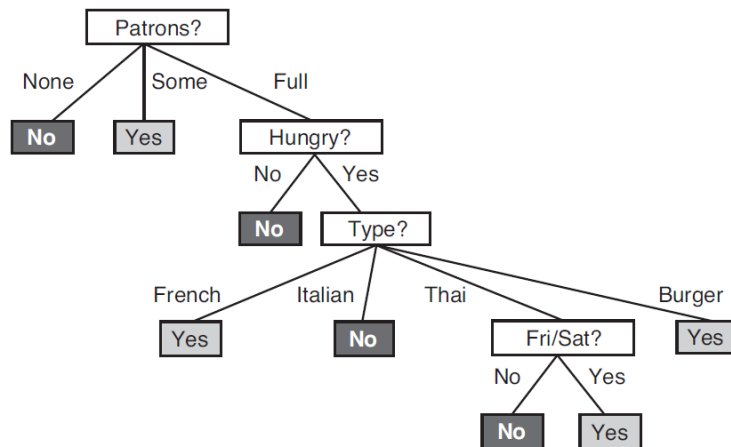 Patrons?
None Some Full
No Yes Hungry?
No Yes
No Type?
French Italian Thai Burger
Yes No Fri/Sat? Yes
No Yes
No Yes